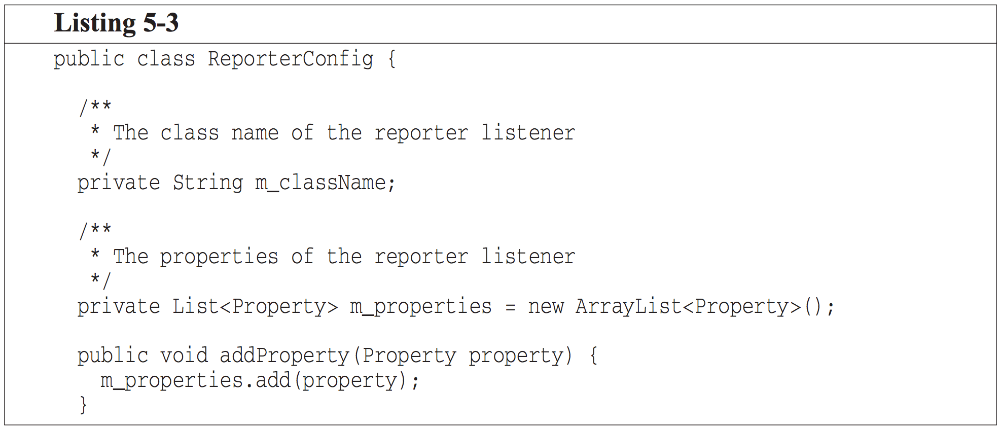 Listing 5-3
public class ReporterConfig {
/**
* The class name of the reporter listener
*/
private String m_className;
/**
* The properties of the reporter listener
*/
private List<Property> m_properties = new ArrayList<Property>();
public void addProperty(Property property) {
m_properties.add(property);
}